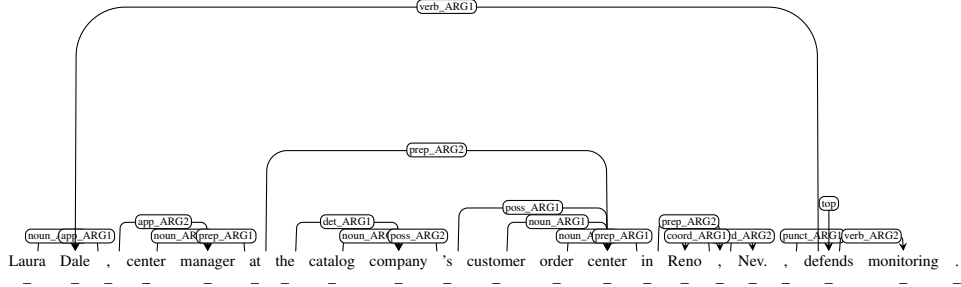 verb_ARG1
prep_ARG2
top
poss_ARG1
app_ARG2 det_ARG1 noun_ARG1 prep_ARG2
app_ARG1 prep_ARG1 poss_ARG2 prep_ARG1 coord_ARG1 verb_ARG2
Laura Dale , center manager at the catalog company 's customer order center in Reno , Nev. , defends monitoring .
_ _ _ _ _ _ _ _ _ _ _ _ _ _ _ _ _ _ _ _ _